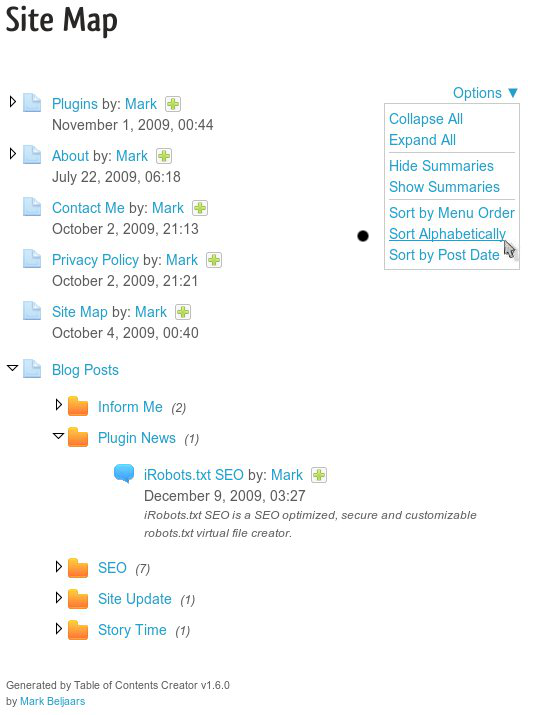 Site Map
Options ▼
Plugins by: Mark
November 1, 2009, 00:44
About by: Mark
July 22, 2009, 06:18
Contact Me by: Mark
October 2, 2009, 21:13
Privacy Policy by: Mark
October 2, 2009, 21:21
Site Map by: Mark
October 4, 2009, 00:40
Collapse All
Expand All
Hide Summaries
Show Summaries
Sort by Menu Order
Sort Alphabetically
Sort by Post Date
Blog Posts
Inform Me (2)
Plugin News (1)
iRobots.txt SEO by: Mark
December 9, 2009, 03:27
iRobots.txt SEO is a SEO optimized, secure and customizable
robots.txt virtual file creator.
SEO (7)
Site Update (1)
Story Time (1)
Generated by Table of Contents Creator v1.6.0
by Mark Beljaars